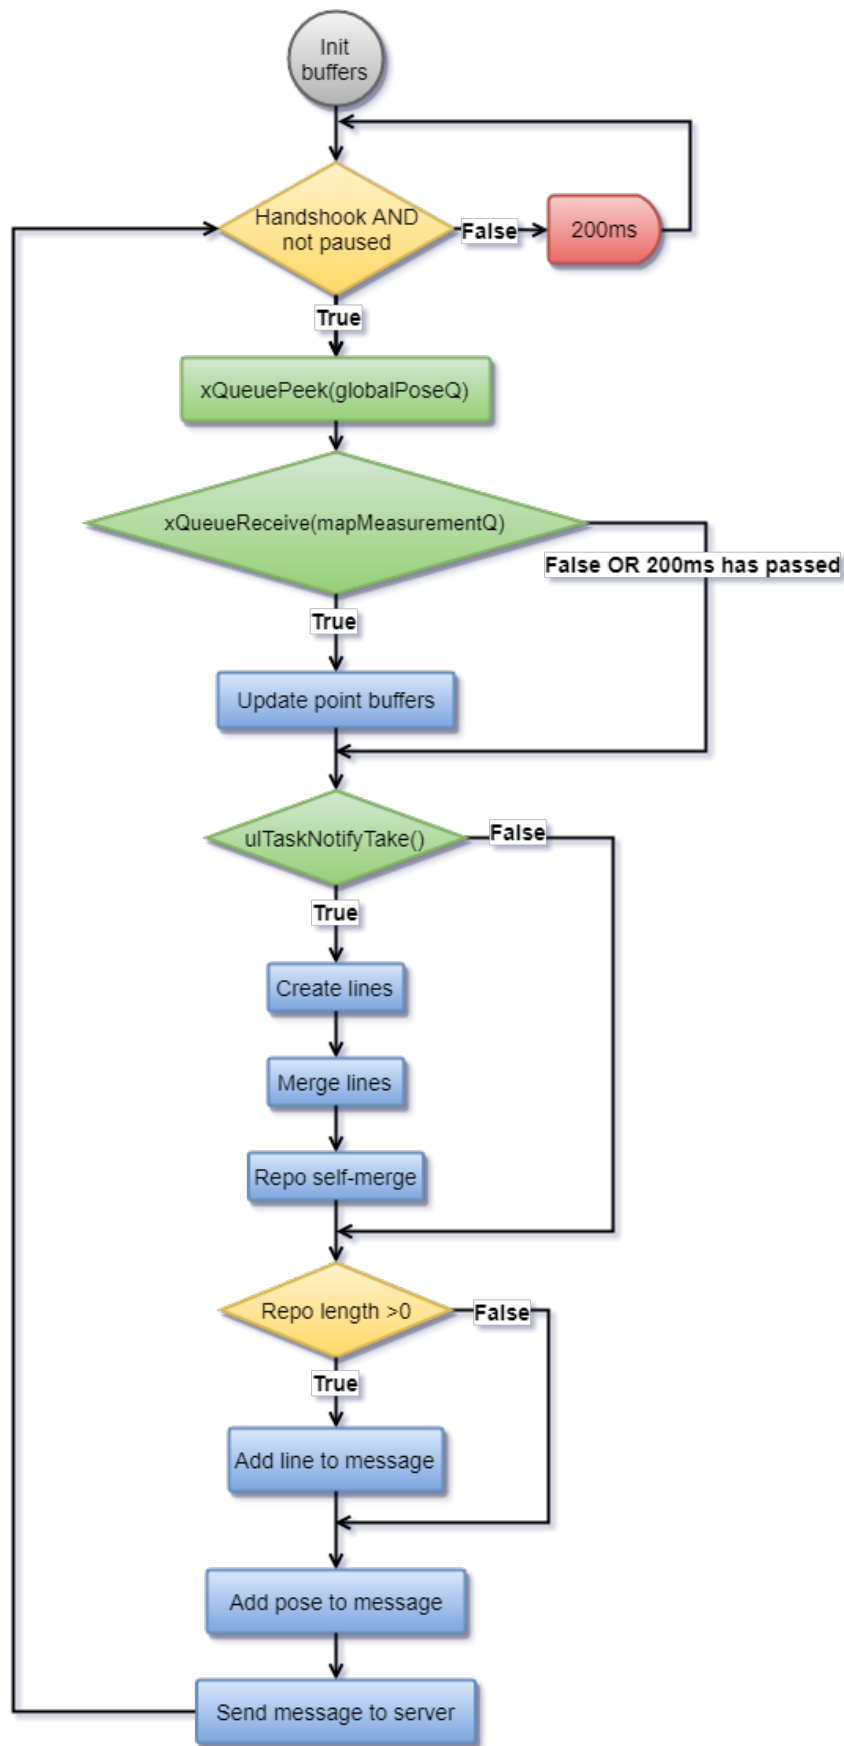 Init
buffers
Handshook AND
not paused
False
200ms
True
xQueuePeek(globalPoseQ)
xQueueReceive(mapMeasurementQ)
False OR 200ms has passed
True
Update point buffers
ulTaskNotifyTake()
False
True
Create lines
Merge lines
Repo self-merge
Repo length >0
False
True
Add line to message
Add pose to message
Send message to server